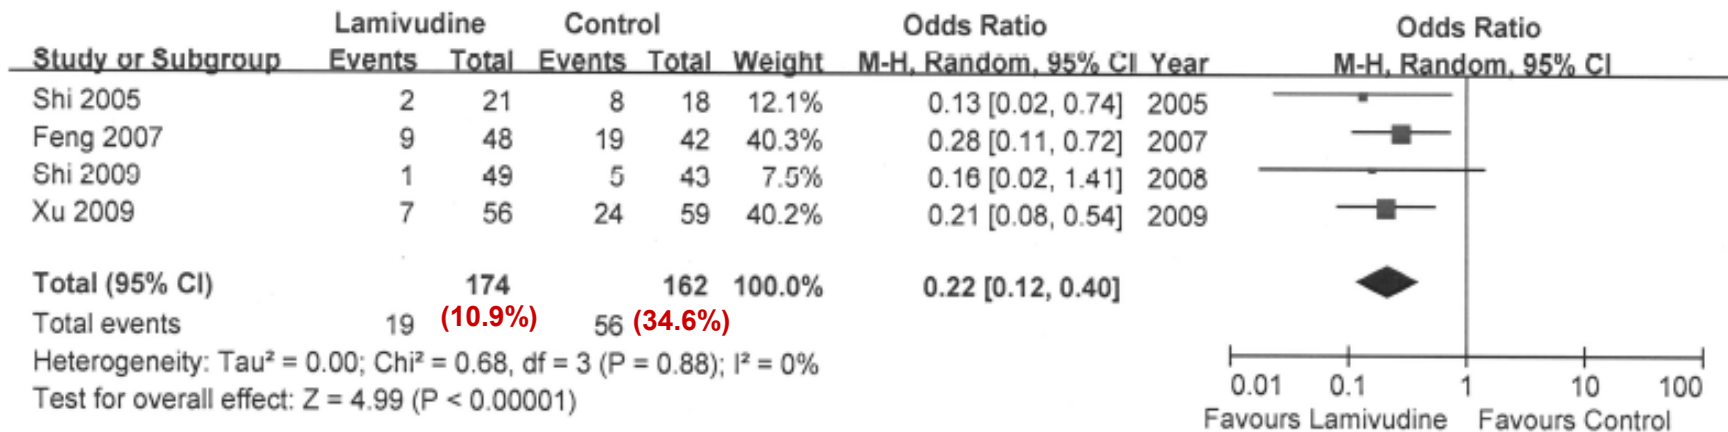 Lamivudine Control Odds Ratio Odds Ratio
Study or Subgroup Events Total Events Total Weight M-H, Random, 95% CI Year M-H, Random, 95% CI
Shi 2005 2 21 8 18 12.1% 0.13 [0.02, 0.74] 2005
Feng 2007 9 48 19 42 40.3% 0.28 [0.11, 0.72] 2007
Shi 2009 1 49 5 43 7.5% 0.16 [0.02, 1.41] 2008
Xu 2009 7 56 24 59 40.2% 0.21 [0.08, 0.54] 2009
Total (95% CI) 174 162 100.0% 0.22 [0.12, 0.40]
Total events 19 (10.9%) 56 (34.6%)
Heterogeneity: Tau² = 0.00; Chi² = 0.68, df = 3 (P = 0.88); I² = 0%
Test for overall effect: Z = 4.99 (P < 0.00001)
0.01 0.1 1 10 100
Favours Lamivudine Favours Control